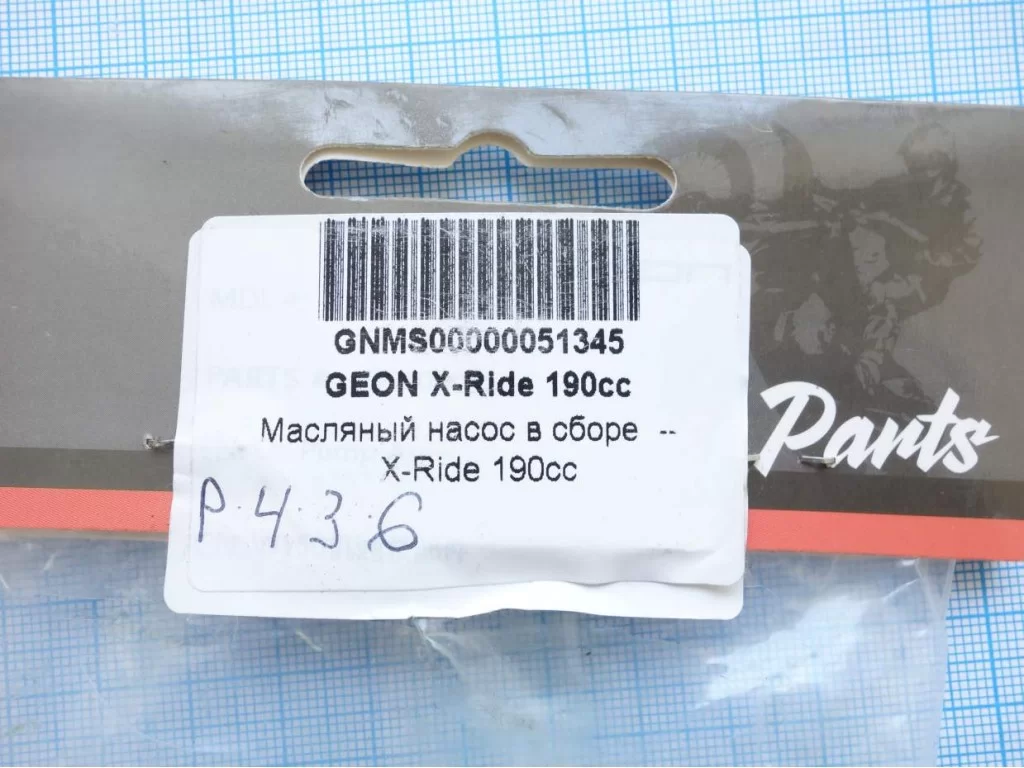 GNMS00000051345
GEON X-Ride 190cc
Масляный насос в сборе --
X-Ride 190cc
P.4.3.6
Parts